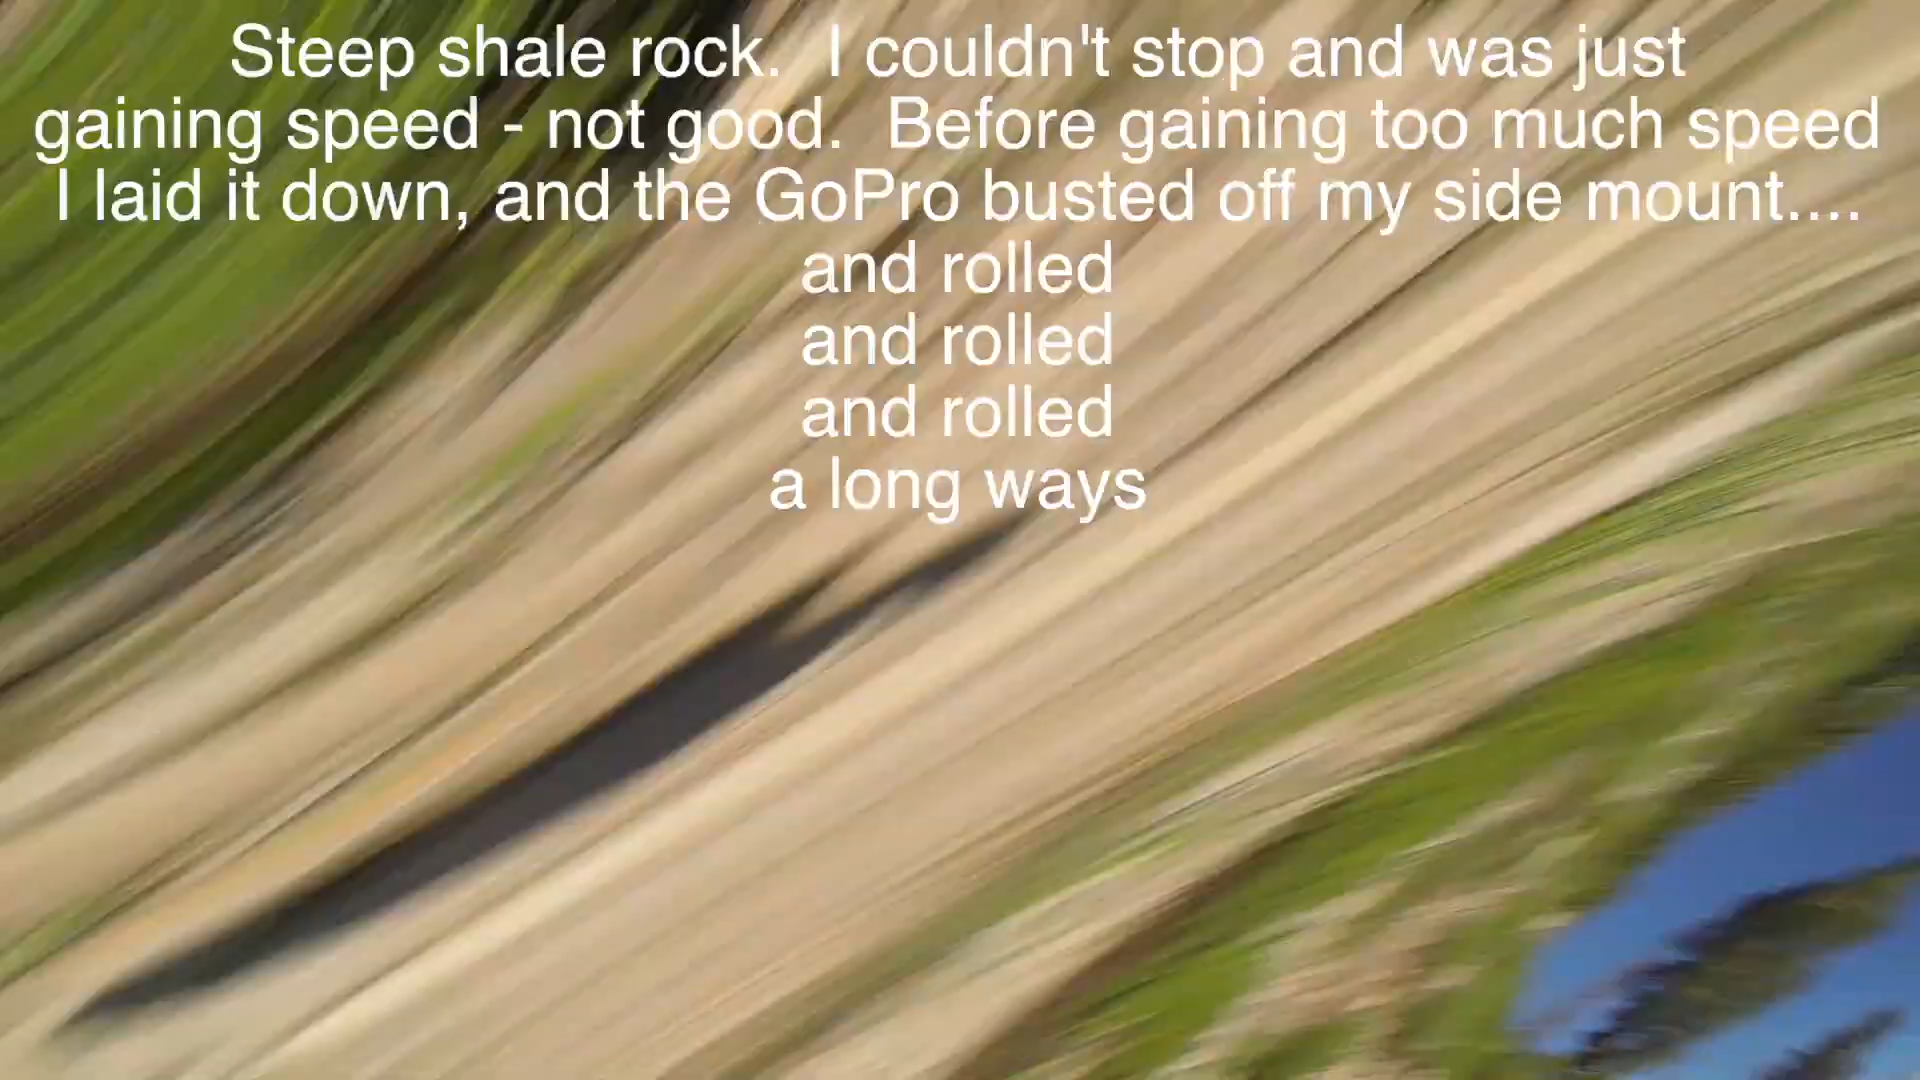 Steep shale rock.  I couldn't stop and was just
gaining speed - not good.  Before gaining too much speed
I laid it down, and the GoPro busted off my side mount....
and rolled
and rolled
and rolled
a long ways